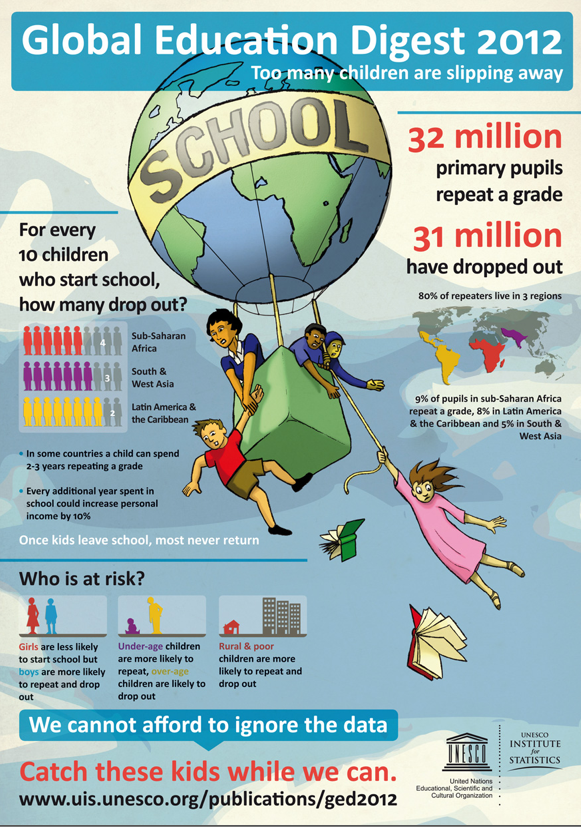 Global Education Digest 2012
Too many children are slipping away
SCHOOL
32 million
primary pupils
repeat a grade
31 million
have dropped out
80% of repeaters live in 3 regions
9% of pupils in sub-Saharan Africa
repeat a grade, 8% in Latin America
& the Caribbean and 5% in South &
West Asia
For every
10 children
who start school,
how many drop out?
4
Sub-Saharan
Africa
3
South &
West Asia
2
Latin America &
the Caribbean
• In some countries a child can spend
2-3 years repeating a grade
• Every additional year spent in
school could increase personal
income by 10%
Once kids leave school, most never return
Who is at risk?
Girls are less likely
to start school but
boys are more likely
to repeat and drop
out
Under-age children
are more likely to
repeat, over-age
children are likely to
drop out
Rural & poor
children are more
likely to repeat and
drop out
We cannot afford to ignore the data
Catch these kids while we can.
www.uis.unesco.org/publications/ged2012
UNESCO
United Nations
Educational, Scientific and
Cultural Organization
UNESCO
INSTITUTE
for
STATISTICS